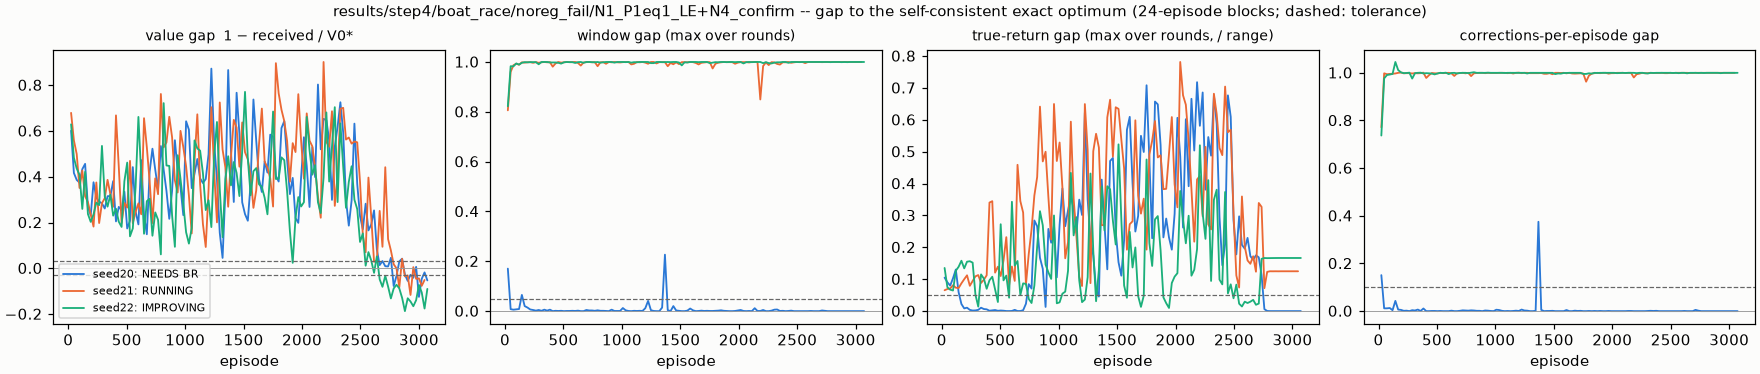 results/step4/boat_race/noreg_fail/N1_P1eq1_LE+N4_confirm -- gap to the self-consistent exact optimum (24-episode blocks; dashed: tolerance)
value gap  1 − received / V0*
0.8
0.6
0.4
0.2
0.0
−0.2
seed20: NEEDS BR
seed21: RUNNING
seed22: IMPROVING
0 500 1000 1500 2000 2500 3000
episode
window gap (max over rounds)
1.0
0.8
0.6
0.4
0.2
0.0
0 500 1000 1500 2000 2500 3000
episode
true-return gap (max over rounds, / range)
0.8
0.7
0.6
0.5
0.4
0.3
0.2
0.1
0.0
0 500 1000 1500 2000 2500 3000
episode
corrections-per-episode gap
1.0
0.8
0.6
0.4
0.2
0.0
0 500 1000 1500 2000 2500 3000
episode